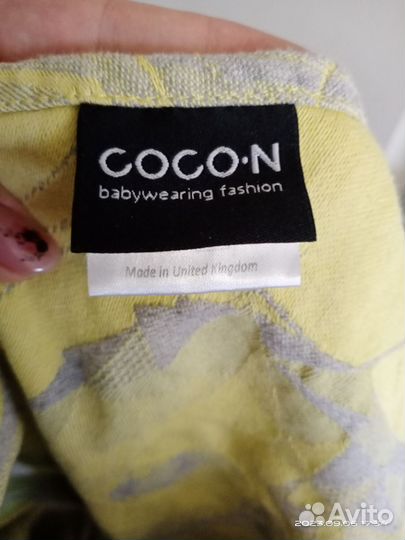 COCO·N
babywearing fashion
Made in United Kingdom
Avito